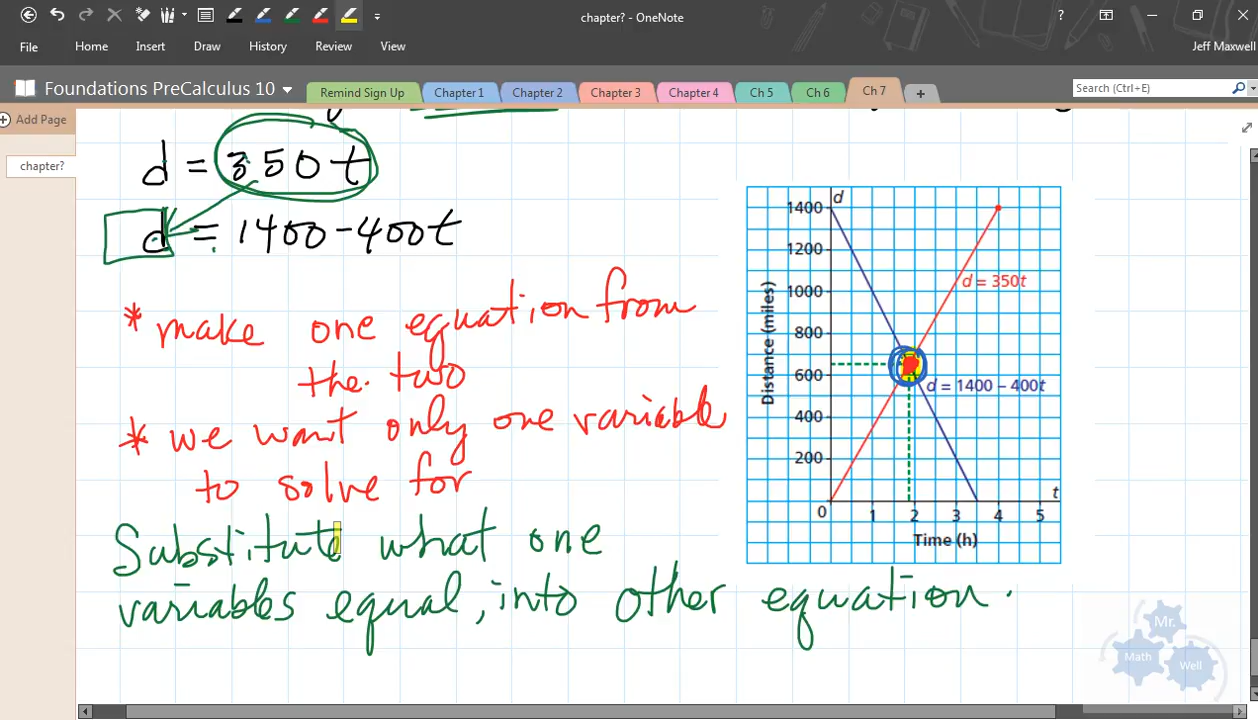 chapter? - OneNote
?
Jeff Maxwell
File Home Insert Draw History Review View
Foundations PreCalculus 10
Remind Sign Up Chapter 1 Chapter 2 Chapter 3 Chapter 4 Ch 5 Ch 6 Ch 7 +
Search (Ctrl+E)
Add Page
chapter?
d = 350t
d = 1400 - 400t
* make one equation from
the two
* we want only one variable
to solve for
Substitute what one
variables equal, into other equation.
d
1400
1200
1000
800
600
400
200
0
1 2 3 4 5
t
Distance (miles)
Time (h)
d = 350t
d = 1400 – 400t
Mr.
Math
Well